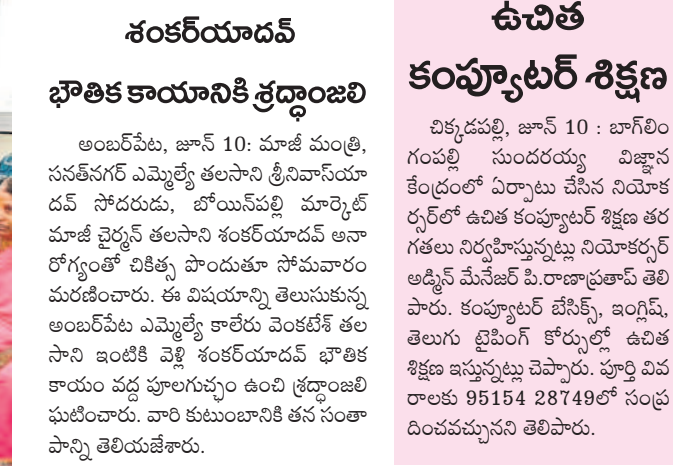 శంకర్‌యాదవ్
భౌతిక కాయానికి శ్రద్ధాంజలి
అంబర్‌పేట, జూన్ 10: మాజీ మంత్రి,
సనత్‌నగర్ ఎమ్మెల్యే తలసాని శ్రీనివాస్‌యా
దవ్ సోదరుడు, బోయిన్‌పల్లి మార్కెట్
మాజీ చైర్మన్ తలసాని శంకర్‌యాదవ్ అనా
రోగ్యంతో చికిత్స పొందుతూ సోమవారం
మరణించారు. ఈ విషయాన్ని తెలుసుకున్న
అంబర్‌పేట ఎమ్మెల్యే కాలేరు వెంకటేశ్ తల
సాని ఇంటికి వెళ్లి శంకర్‌యాదవ్ భౌతిక
కాయం వద్ద పూలగుచ్ఛం ఉంచి శ్రద్ధాంజలి
ఘటించారు. వారి కుటుంబానికి తన సంతా
పాన్ని తెలియజేశారు.
ఉచిత
కంప్యూటర్ శిక్షణ
చిక్కడపల్లి, జూన్ 10 : బాగ్‌లిం
గంపల్లి సుందరయ్య విజ్ఞాన
కేంద్రంలో ఏర్పాటు చేసిన నియోక
ర్సర్‌లో ఉచిత కంప్యూటర్ శిక్షణ తర
గతలు నిర్వహిస్తున్నట్లు నియోకర్సర్
అడ్మిన్ మేనేజర్ పి.రాణాప్రతాప్ తెలి
పారు. కంప్యూటర్ బేసిక్స్, ఇంగ్లిష్,
తెలుగు టైపింగ్ కోర్సుల్లో ఉచిత
శిక్షణ ఇస్తున్నట్లు చెప్పారు. పూర్తి వివ
రాలకు 95154 28749లో సంప్ర
దించవచ్చునని తెలిపారు.